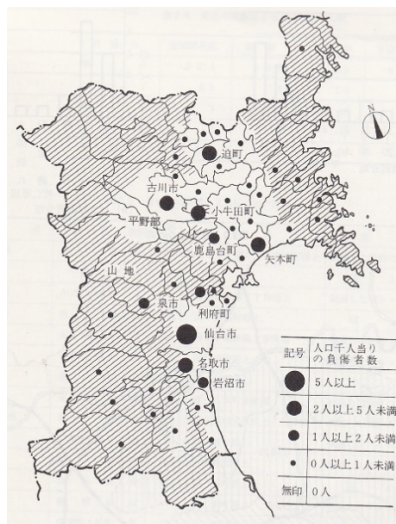 N
迫町
古川市
小牛田町
平野部
鹿島台町
矢本町
山地
泉市
利府町
仙台市
名取市
岩沼市
記号 人口千人当りの負傷者数
5人以上
2人以上5人未満
1人以上2人未満
0人以上1人未満
無印 0人